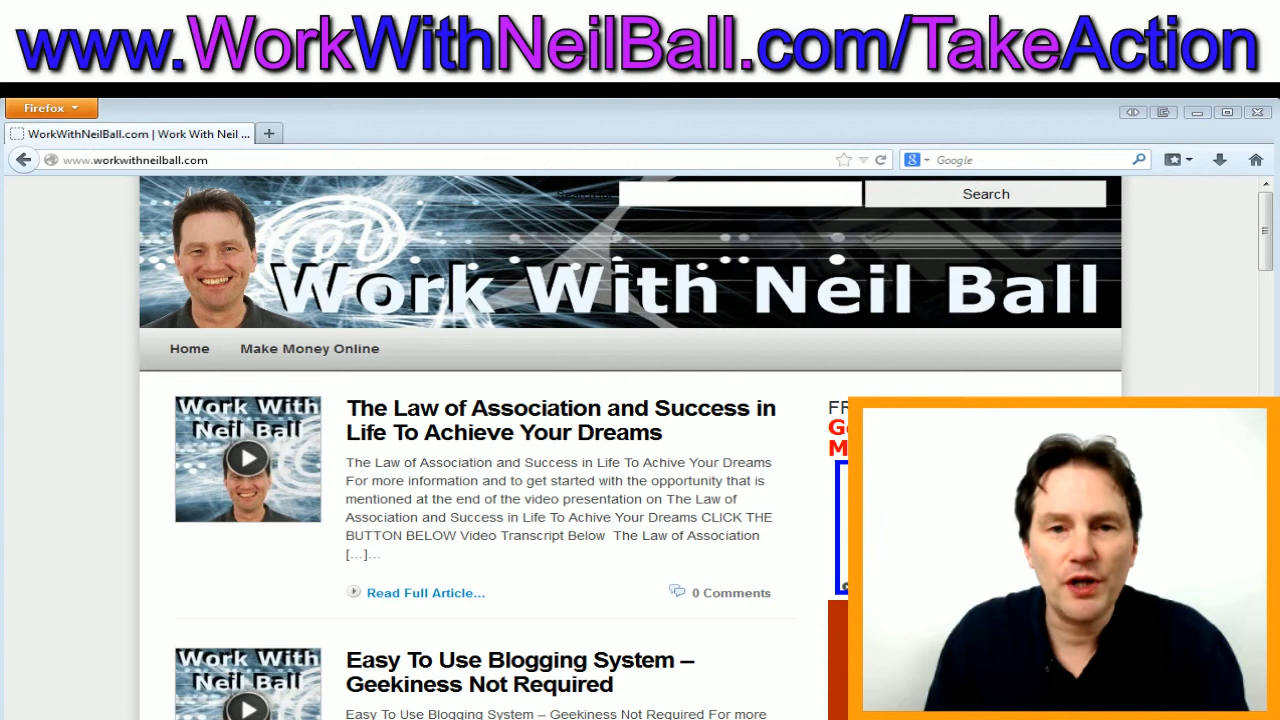 www.WorkWithNeilBall.com/TakeAction
Firefox
WorkWithNeilBall.com | Work With Neil ...
www.workwithneilball.com
Google
Search
Work With Neil Ball
Home
Make Money Online
Work With
Neil Ball
The Law of Association and Success in
Life To Achieve Your Dreams
The Law of Association and Success in Life To Achive Your Dreams
For more information and to get started with the opportunity that is
mentioned at the end of the video presentation on The Law of
Association and Success in Life To Achive Your Dreams CLICK THE
BUTTON BELOW Video Transcript Below The Law of Association
[...]...
Read Full Article...
0 Comments
Work With
Neil Ball
Easy To Use Blogging System –
Geekiness Not Required
Easy To Use Blogging System – Geekiness Not Required For more